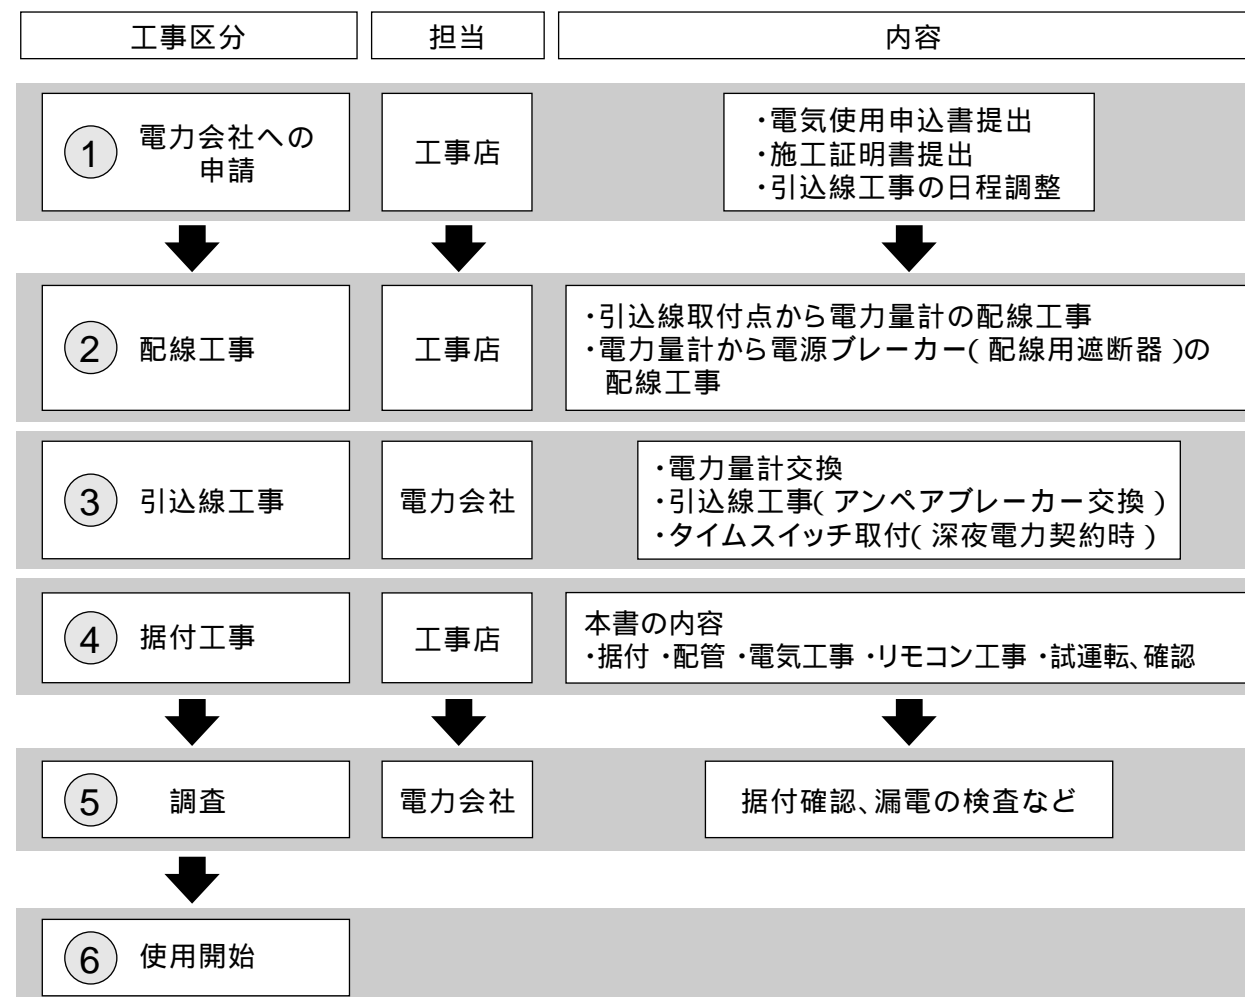 工事区分 担当 内容
① 電力会社への
申請
工事店
・電気使用申込書提出
・施工証明書提出
・引込線工事の日程調整
② 配線工事
工事店
・引込線取付点から電力量計の配線工事
・電力量計から電源ブレーカー(配線用遮断器)の
配線工事
③ 引込線工事
電力会社
・電力量計交換
・引込線工事(アンペアブレーカー交換)
・タイムスイッチ取付(深夜電力契約時)
④ 据付工事
工事店
本書の内容
・据付・配管・電気工事・リモコン工事・試運転、確認
⑤ 調査
電力会社
据付確認、漏電の検査など
⑥ 使用開始